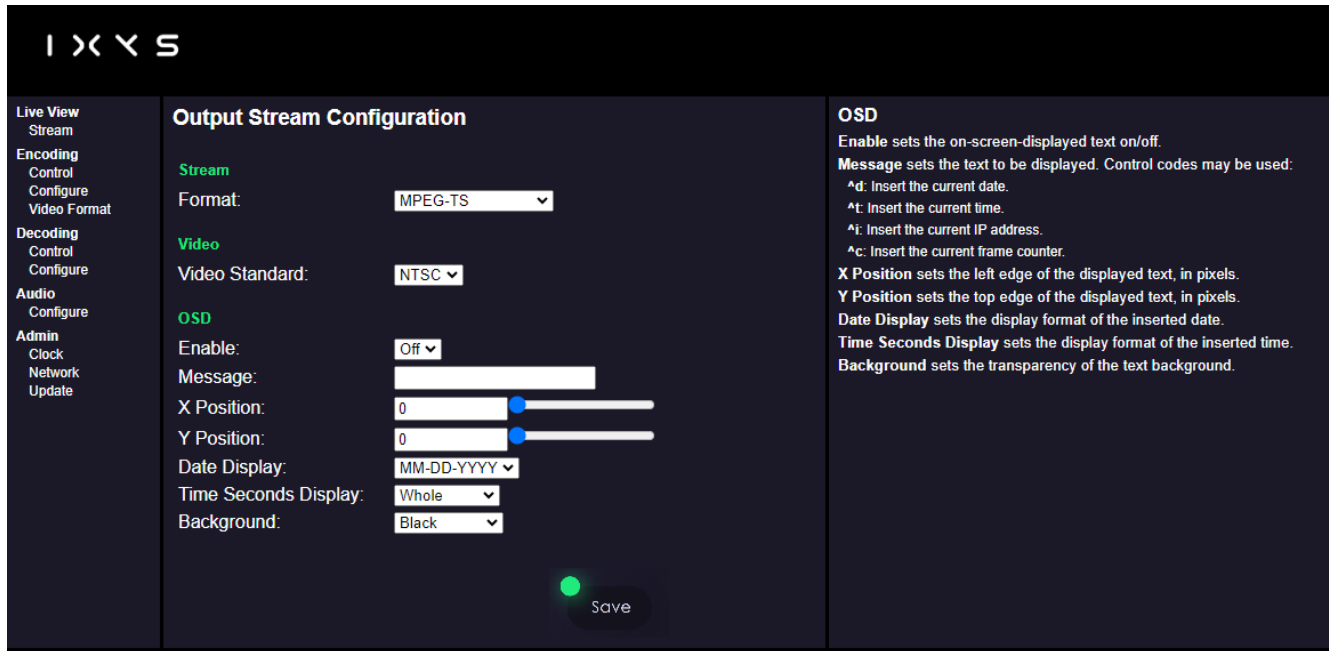 IXYS
Live View
Stream
Encoding
Control
Configure
Video Format
Decoding
Control
Configure
Audio
Configure
Admin
Clock
Network
Update
Output Stream Configuration
Stream
Format: MPEG-TS
Video
Video Standard: NTSC
OSD
Enable: Off
Message:
X Position: 0
Y Position: 0
Date Display: MM-DD-YYYY
Time Seconds Display: Whole
Background: Black
Save
OSD
Enable sets the on-screen-displayed text on/off.
Message sets the text to be displayed. Control codes may be used:
^d: Insert the current date.
^t: Insert the current time.
^i: Insert the current IP address.
^c: Insert the current frame counter.
X Position sets the left edge of the displayed text, in pixels.
Y Position sets the top edge of the displayed text, in pixels.
Date Display sets the display format of the inserted date.
Time Seconds Display sets the display format of the inserted time.
Background sets the transparency of the text background.